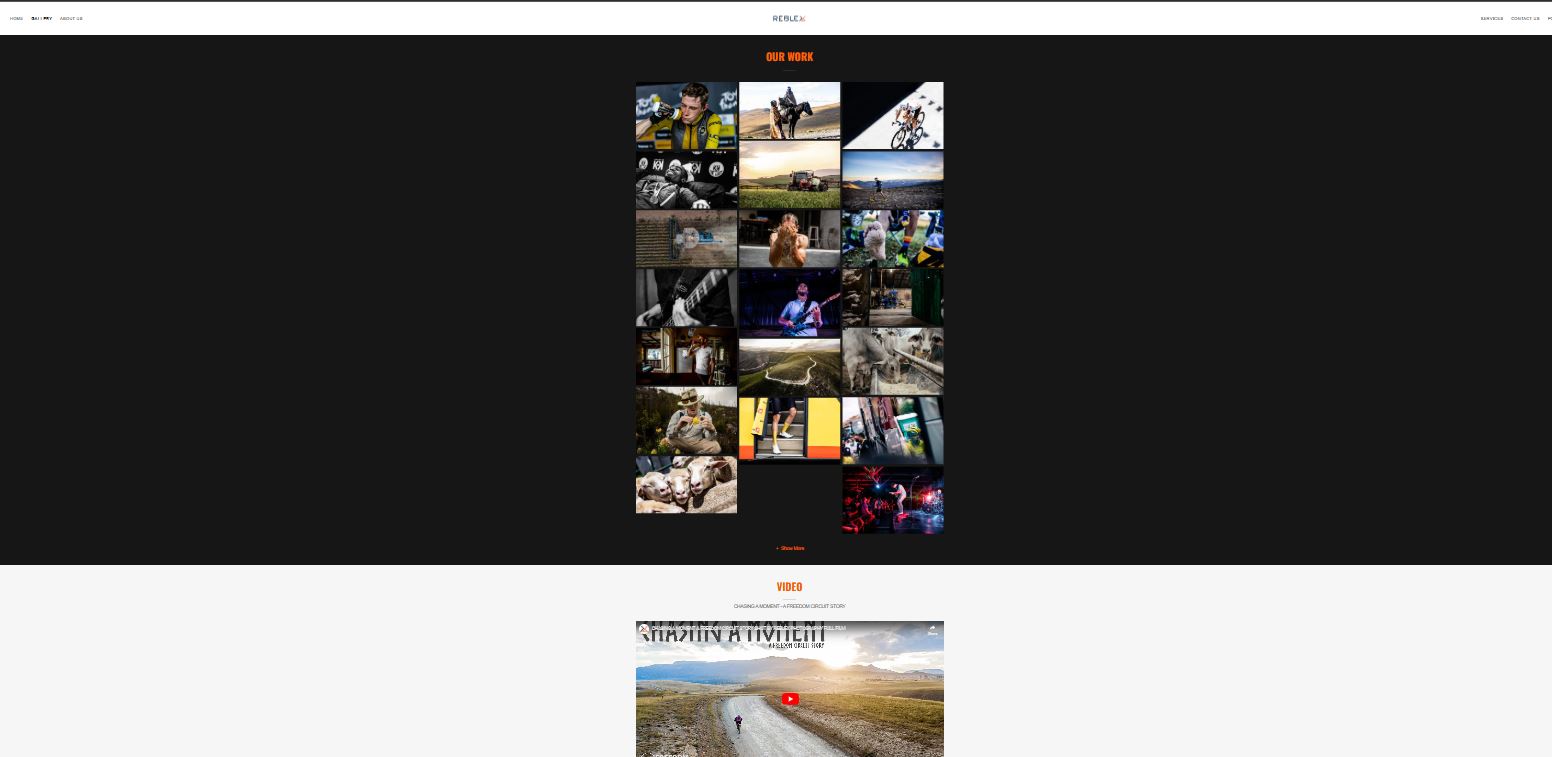 HOME GALLERY ABOUT US
REBLEX
SERVICES CONTACT US
OUR WORK
+ Show More
VIDEO
CHASING A MOMENT - A FREEDOM CIRCUIT STORY
CHASING A MOMENT
Share
A FREEDOM CIRCUIT STORY